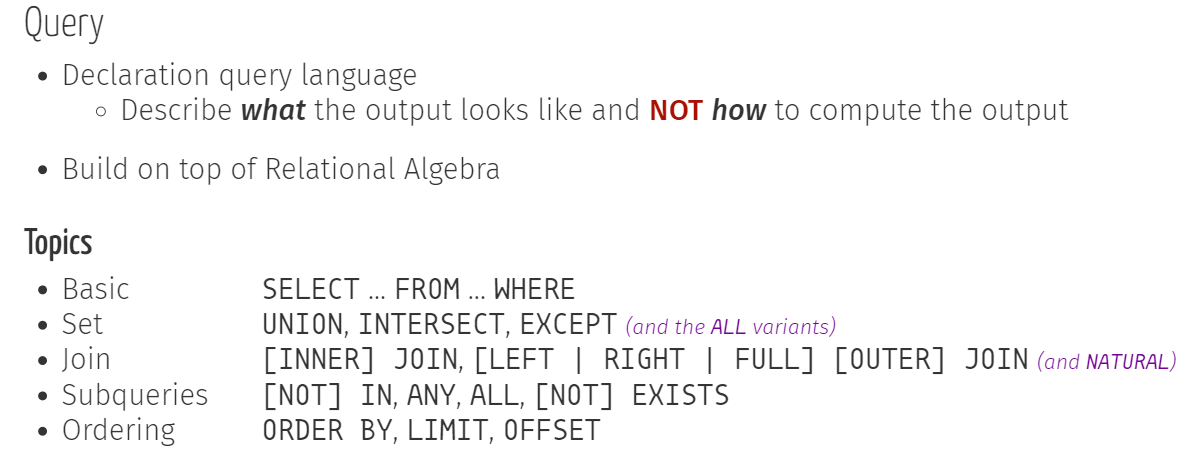 Query
• Declaration query language
○ Describe what the output looks like and NOT how to compute the output
• Build on top of Relational Algebra
Topics
• Basic SELECT … FROM … WHERE
• Set UNION, INTERSECT, EXCEPT (and the ALL variants)
• Join [INNER] JOIN, [LEFT | RIGHT | FULL] [OUTER] JOIN (and NATURAL)
• Subqueries [NOT] IN, ANY, ALL, [NOT] EXISTS
• Ordering ORDER BY, LIMIT, OFFSET